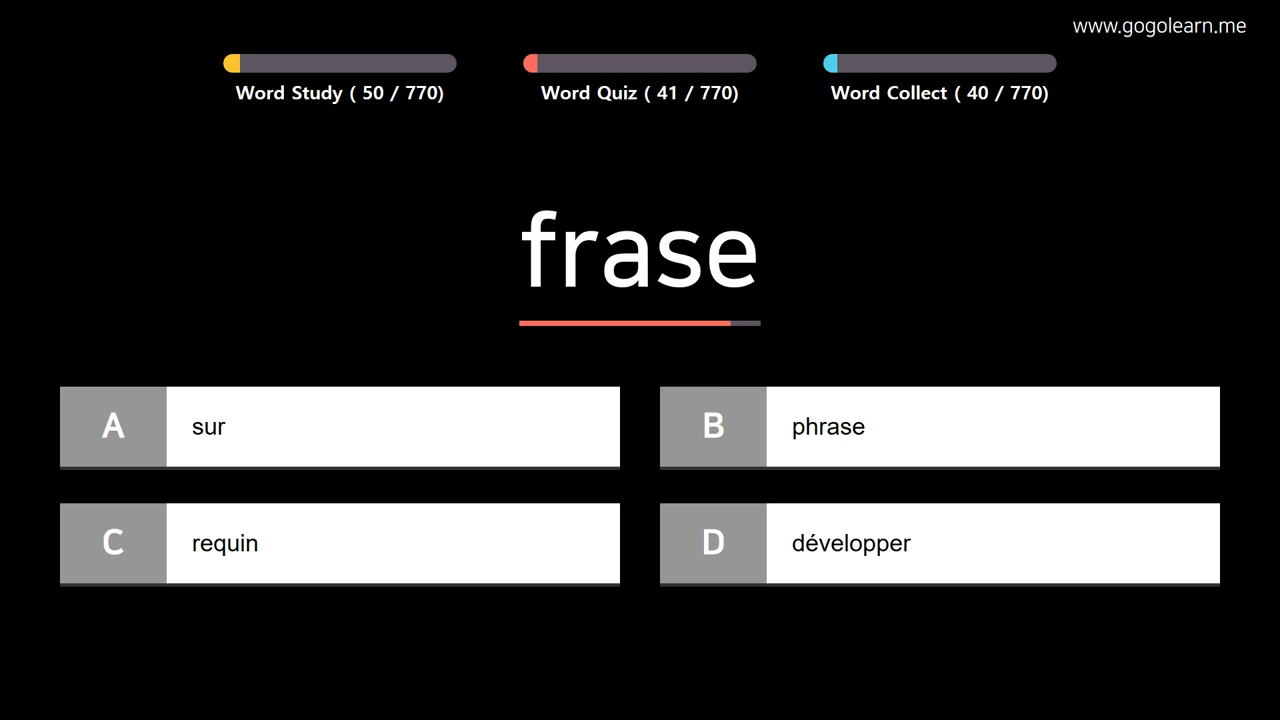 www.gogolearn.me
Word Study ( 50 / 770)
Word Quiz ( 41 / 770)
Word Collect ( 40 / 770)
frase
A sur
B phrase
C requin
D développer